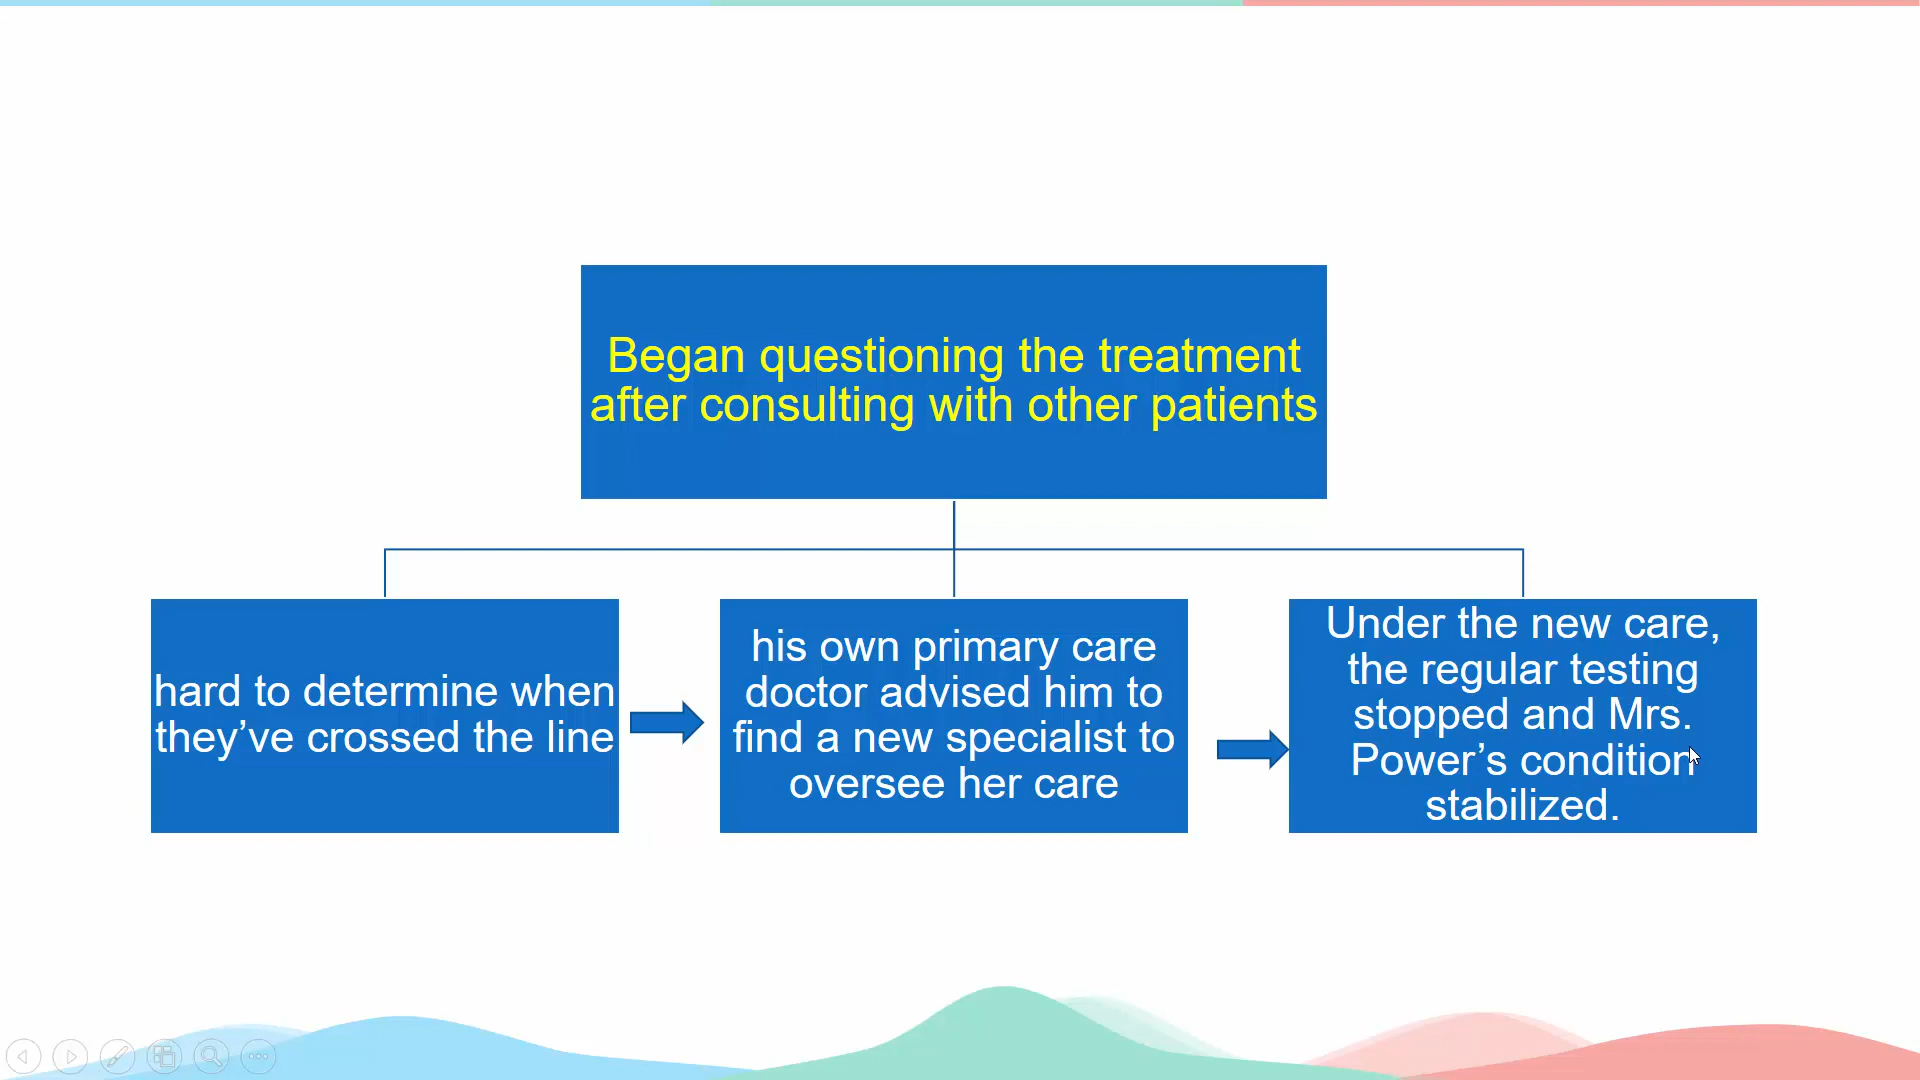 Began questioning the treatment
after consulting with other patients
hard to determine when
they’ve crossed the line
his own primary care
doctor advised him to
find a new specialist to
oversee her care
Under the new care,
the regular testing
stopped and Mrs.
Power’s condition
stabilized.